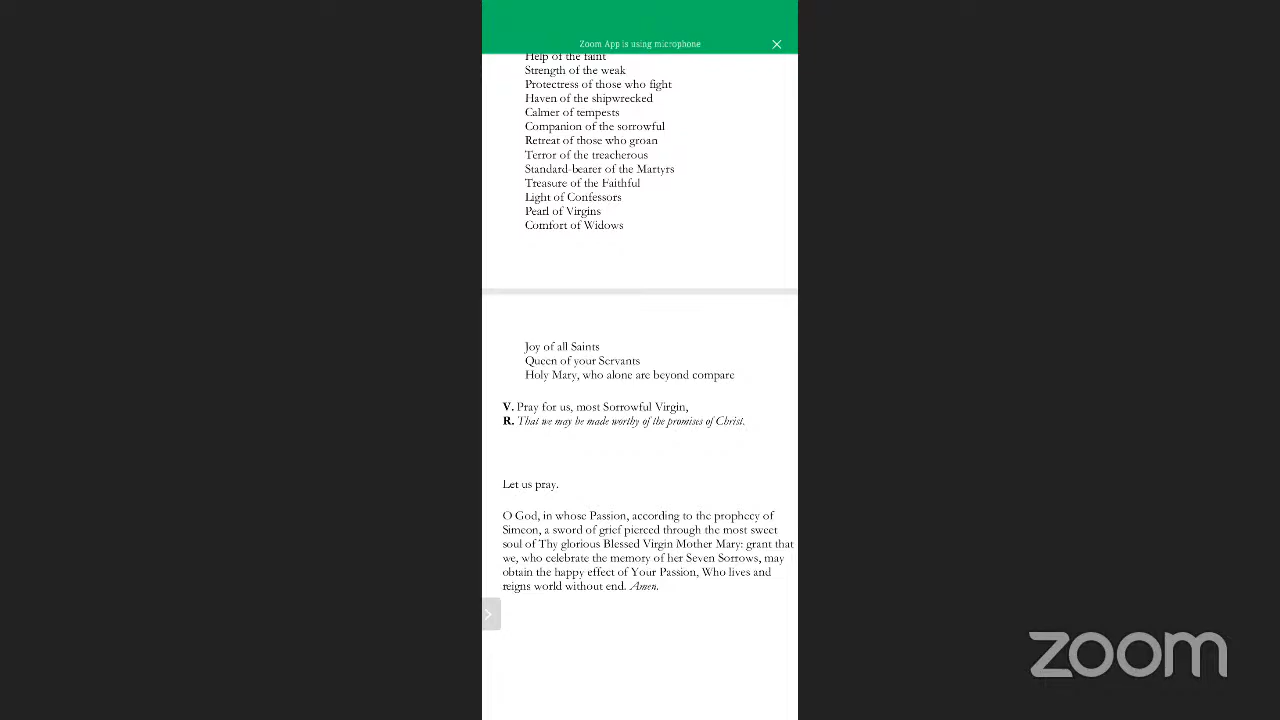 Zoom App is using microphone
Help of the faint
Strength of the weak
Protectress of those who fight
Haven of the shipwrecked
Calmer of tempests
Companion of the sorrowful
Retreat of those who groan
Terror of the treacherous
Standard-bearer of the Martyrs
Treasure of the Faithful
Light of Confessors
Pearl of Virgins
Comfort of Widows
Joy of all Saints
Queen of your Servants
Holy Mary, who alone are beyond compare
V. Pray for us, most Sorrowful Virgin,
R. That we may be made worthy of the promises of Christ.
Let us pray.
O God, in whose Passion, according to the prophecy of
Simeon, a sword of grief pierced through the most sweet
soul of Thy glorious Blessed Virgin Mother Mary: grant that
we, who celebrate the memory of her Seven Sorrows, may
obtain the happy effect of Your Passion, Who lives and
reigns world without end. Amen.
zoom